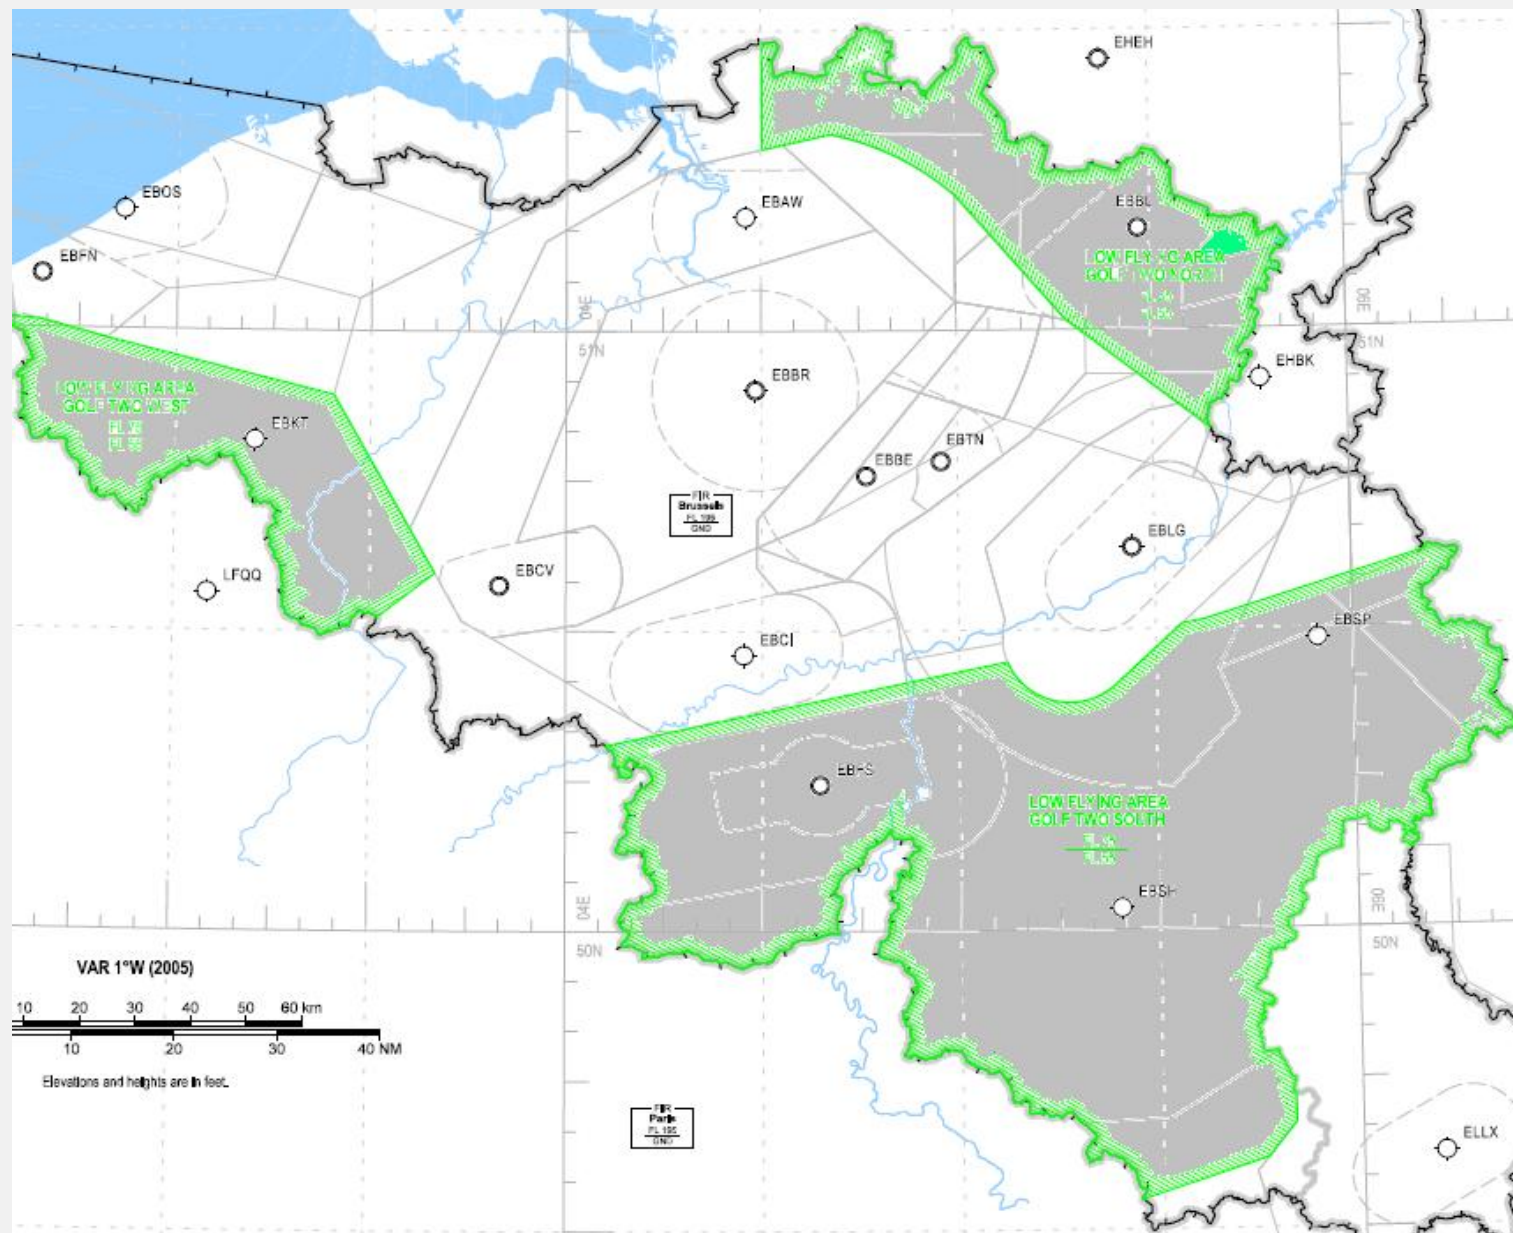 EHEH
EBOS
EBAW
EBBL
EBFN
LOW FLYING AREA
GOLF TWO NORTH
04E
06E
51N
51N
EHBK
EBBR
LOW FLYING AREA
GOLF TWO WEST
EBKT
EBTN
EBBE
FIR
Brussels
FL 195
GND
EBLG
LFQQ
EBCV
EBSP
EBCI
EBFS
LOW FLYING AREA
GOLF TWO SOUTH
EBSH
04E
06E
50N
50N
VAR 1°W (2005)
10 20 30 40 50 60 km
10 20 30 40 NM
Elevations and heights are in feet.
FIR
Paris
FL 195
GND
ELLX